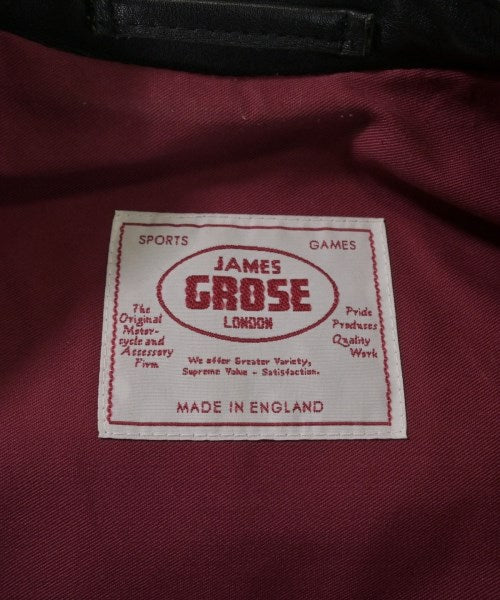 SPORTS GAMES
JAMES
GROSE
LONDON
The
Original
Motor-
cycle and
Accessory
Firm
Pride
Produces
Quality
Work
We offer Greater Variety,
Supreme Value - Satisfaction.
MADE IN ENGLAND